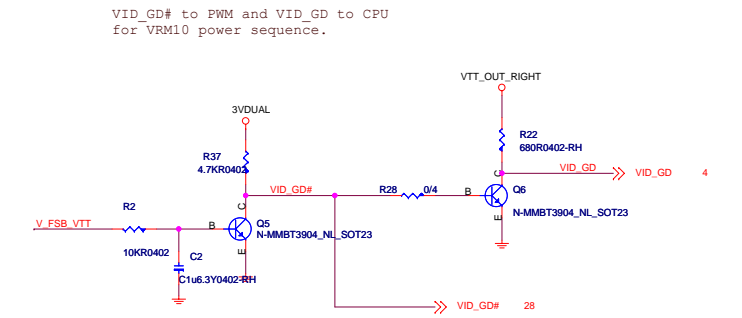 VID_GD# to PWM and VID_GD to CPU
for VRM10 power sequence.
VTT_OUT_RIGHT
3VDUAL
R22
680R0402-RH
R37
4.7KR0402
C
VID_GD
VID_GD 4
VID_GD#
R28 0/4
B
Q6
R2
C
N-MMBT3904_NL_SOT23
E
V_FSB_VTT
B
Q5
N-MMBT3904_NL_SOT23
E
10KR0402
C2
C1u6.3Y0402-RH
VID_GD# 28